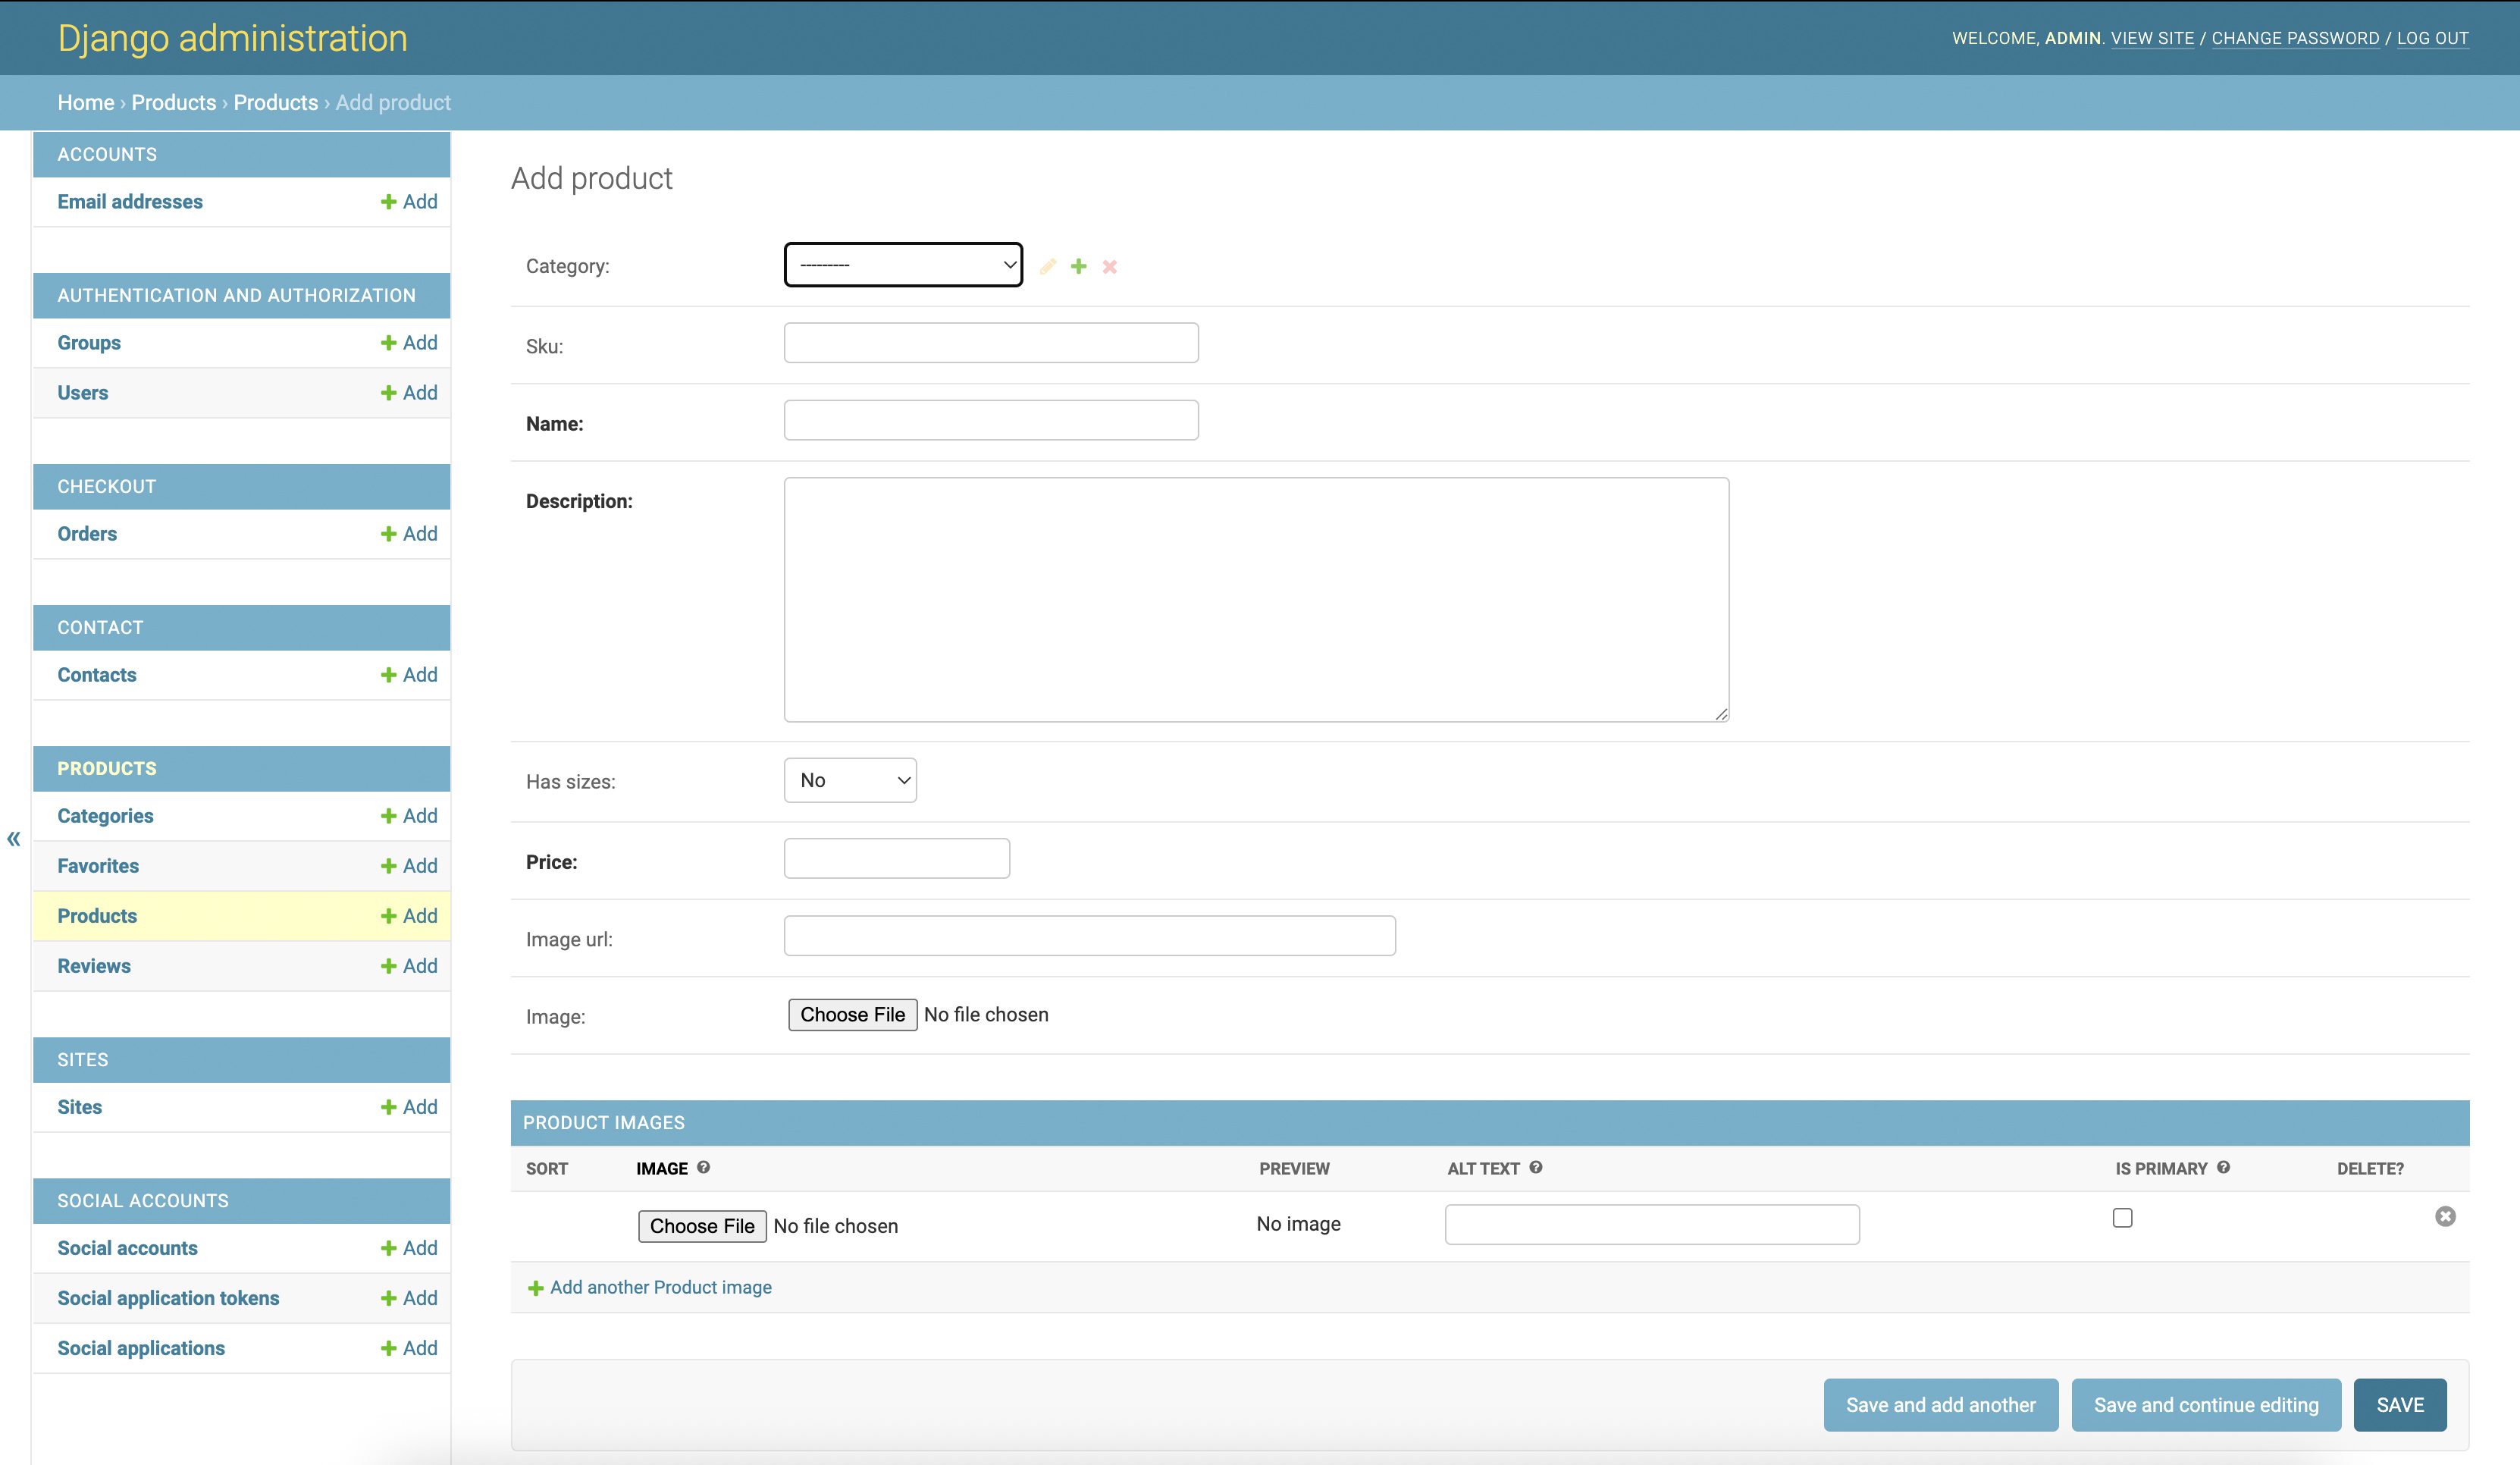 Django administration
WELCOME, ADMIN. VIEW SITE / CHANGE PASSWORD / LOG OUT
Home › Products › Products › Add product
ACCOUNTS
Email addresses Add
AUTHENTICATION AND AUTHORIZATION
Groups Add
Users Add
CHECKOUT
Orders Add
CONTACT
Contacts Add
PRODUCTS
Categories Add
Favorites Add
Products Add
Reviews Add
SITES
Sites Add
SOCIAL ACCOUNTS
Social accounts Add
Social application tokens Add
Social applications Add
«
Add product
Category: ---------
Sku:
Name:
Description:
Has sizes: No
Price:
Image url:
Image: Choose File No file chosen
PRODUCT IMAGES
SORT IMAGE ? PREVIEW ALT TEXT ? IS PRIMARY ? DELETE?
Choose File No file chosen No image
Add another Product image
Save and add another Save and continue editing SAVE